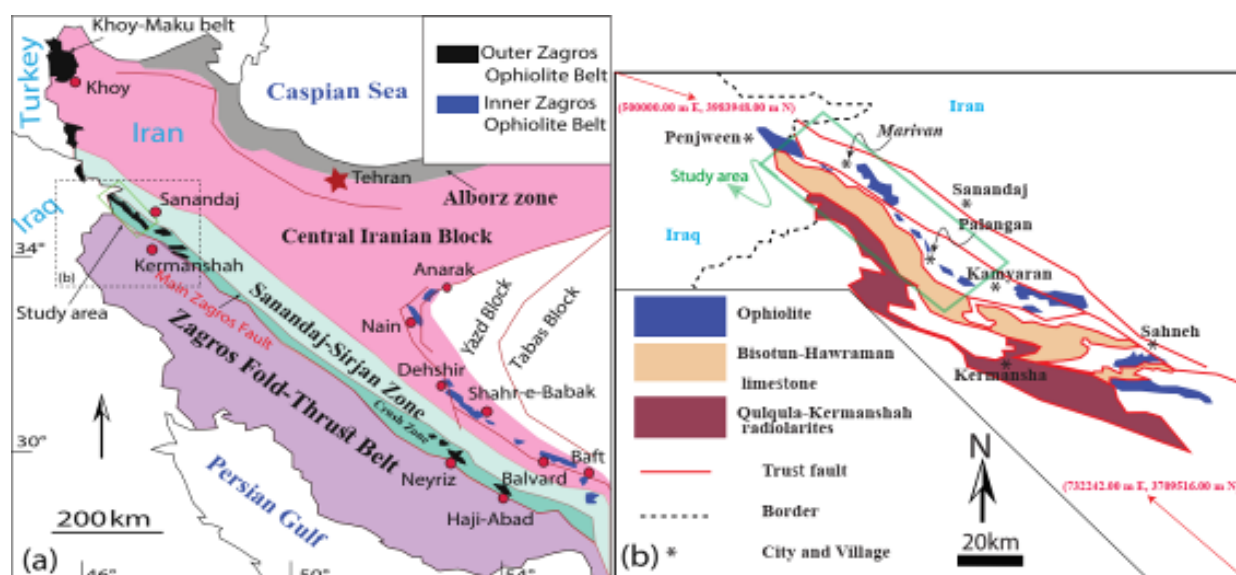 Khoy-Maku belt
Turkey
Khoy
Caspian Sea
Iran
Outer Zagros
Ophiolite Belt
Inner Zagros
Ophiolite Belt
Tehran
Alborz zone
Iraq
Sanandaj
Central Iranian Block
34°
Kermanshah
(b)
Study area
Main Zagros Fault
Sanandaj-Sirjan Zone
Anarak
Nain
Yazd Block
Tabas Block
Dehshir
Shahr-e-Babak
Zagros Fold-Thrust Belt
Crush Zone
30°
Neyriz
Balvard
Baft
Haji-Abad
Persian Gulf
200 km
(a)
46°
54°
(500000.00 m E, 3983948.00 m N)
Iran
Penjween *
Marivan
*
Study area
Sanandaj
*
Palangan
*
Iraq
Kamyaran
*
Sahneh
*
Kermansha
*
Ophiolite
Bisotun-Hawraman
limestone
Qulqula-Kermanshah
radiolarites
Trust fault
Border
* City and Village
N
20km
(732242.00 m E, 3709516.00 m N)
(b)